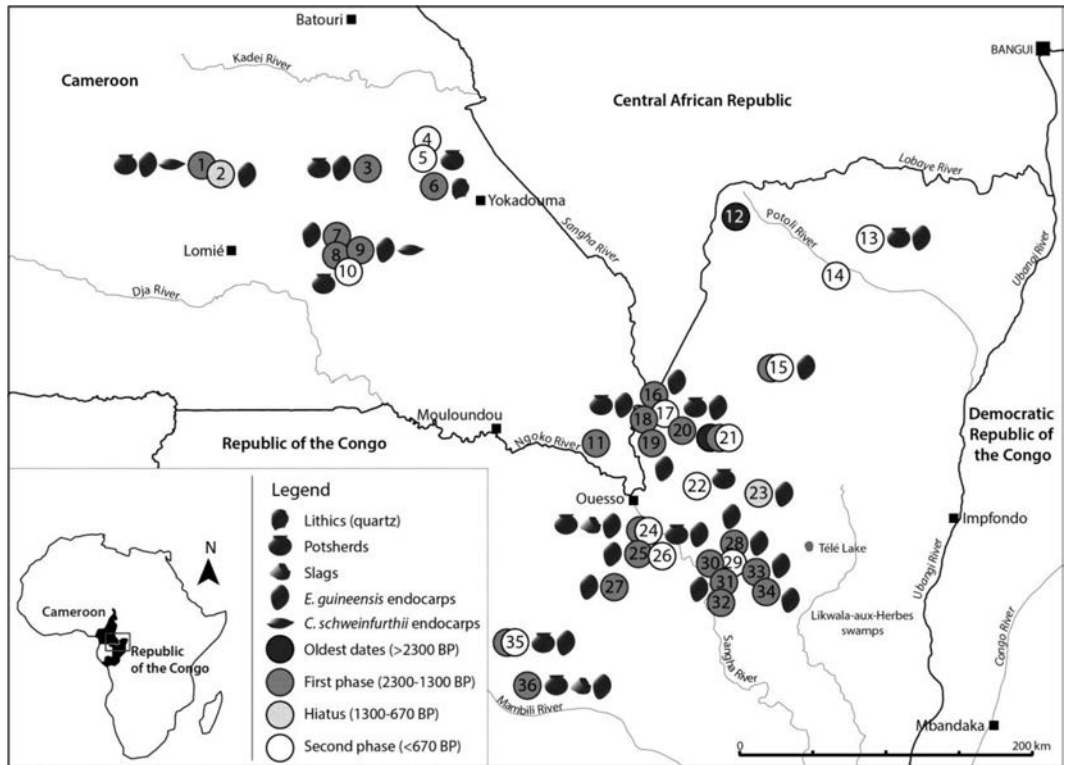 Batouri
Kadei River
BANGUI
Cameroon
Central African Republic
Lobaye River
4
5
1
2
3
6
Yokadouma
Sangha River
12
Potoli River
13
Ubangi River
7
8
9
10
Lomié
14
Dja River
15
16
17
18
19
20
21
11
Mouloundou
Ngoko River
Republic of the Congo
Democratic
Republic of
the Congo
22
23
Ouesso
24
25
26
27
28
29
30
31
32
33
34
Télé Lake
Impfondo
Ubangi River
Likwala-aux-Herbes
swamps
Sangha River
Congo River
35
36
Mambili River
Mbandaka
0
200 km
Legend
Lithics (quartz)
Potsherds
Slags
E. guineensis endocarps
C. schweinfurthii endocarps
Oldest dates (>2300 BP)
First phase (2300-1300 BP)
Hiatus (1300-670 BP)
Second phase (<670 BP)
N
Cameroon
Republic
of the Congo